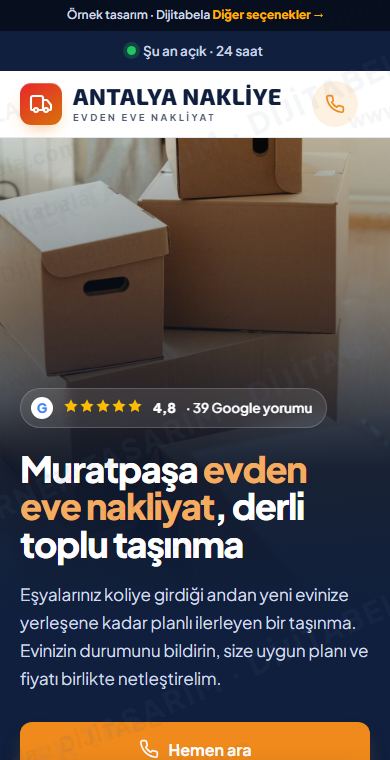 Örnek tasarım · Dijitabela Diğer seçenekler →
Şu an açık · 24 saat
ANTALYA NAKLİYE
EVDEN EVE NAKLİYAT
G ★★★★★ 4,8 · 39 Google yorumu
Muratpaşa evden
eve nakliyat, derli
toplu taşınma
Eşyalarınız koliye girdiği andan yeni evinize
yerleşene kadar planlı ilerleyen bir taşınma.
Evinizin durumunu bildirin, size uygun planı ve
fiyatı birlikte netleştirelim.
Hemen ara